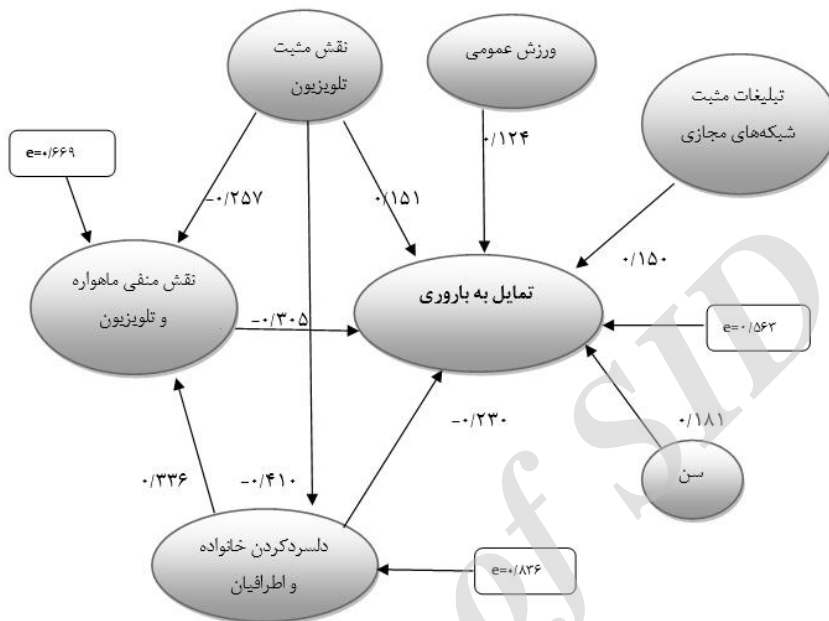 نقش مثبت
تلویزیون
ورزش عمومی
تبلیغات مثبت
شبکه‌های مجازی
e=۰/۶۶۹
-۰/۲۵۷
۰/۱۵۱
۰/۱۲۴
۰/۱۵۰
نقش منفی ماهواره
و تلویزیون
تمایل به باروری
-۰/۳۰۵
e=۰/۵۶۳
-۰/۲۳۰
۰/۱۸۱
سن
۰/۳۳۶
-۰/۴۱۰
دلسردکردن خانواده
و اطرافیان
e=۰/۸۳۶
of SID